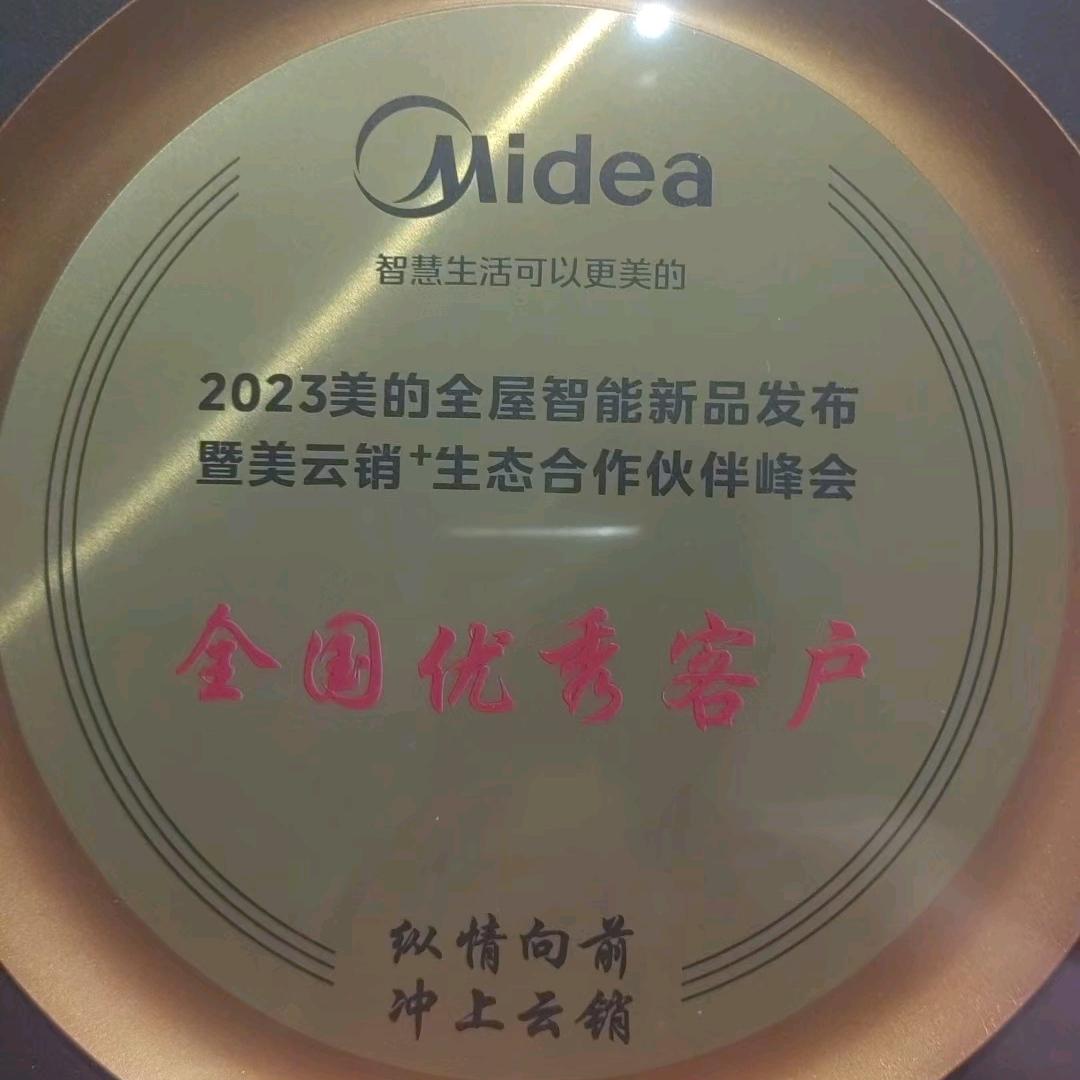 Midea
智慧生活可以更美的
2023美的全屋智能新品发布
暨美云销+生态合作伙伴峰会
全国优秀客户
纵情向前
冲上云销